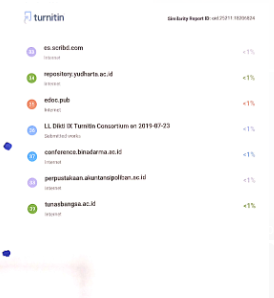 turnitin
Similarity Report ID:
es.scribd.com
Internet
<1%
repository.yudharta.ac.id
Internet
<1%
edoc.pub
Internet
<1%
LL Dikti IX Turnitin Consortium on 2019-07-23
Submitted works
<1%
conference.binadarma.ac.id
Internet
<1%
perpustakaan.akuntansipoliban.ac.id
Internet
<1%
tunasbangsa.ac.id
Internet
<1%